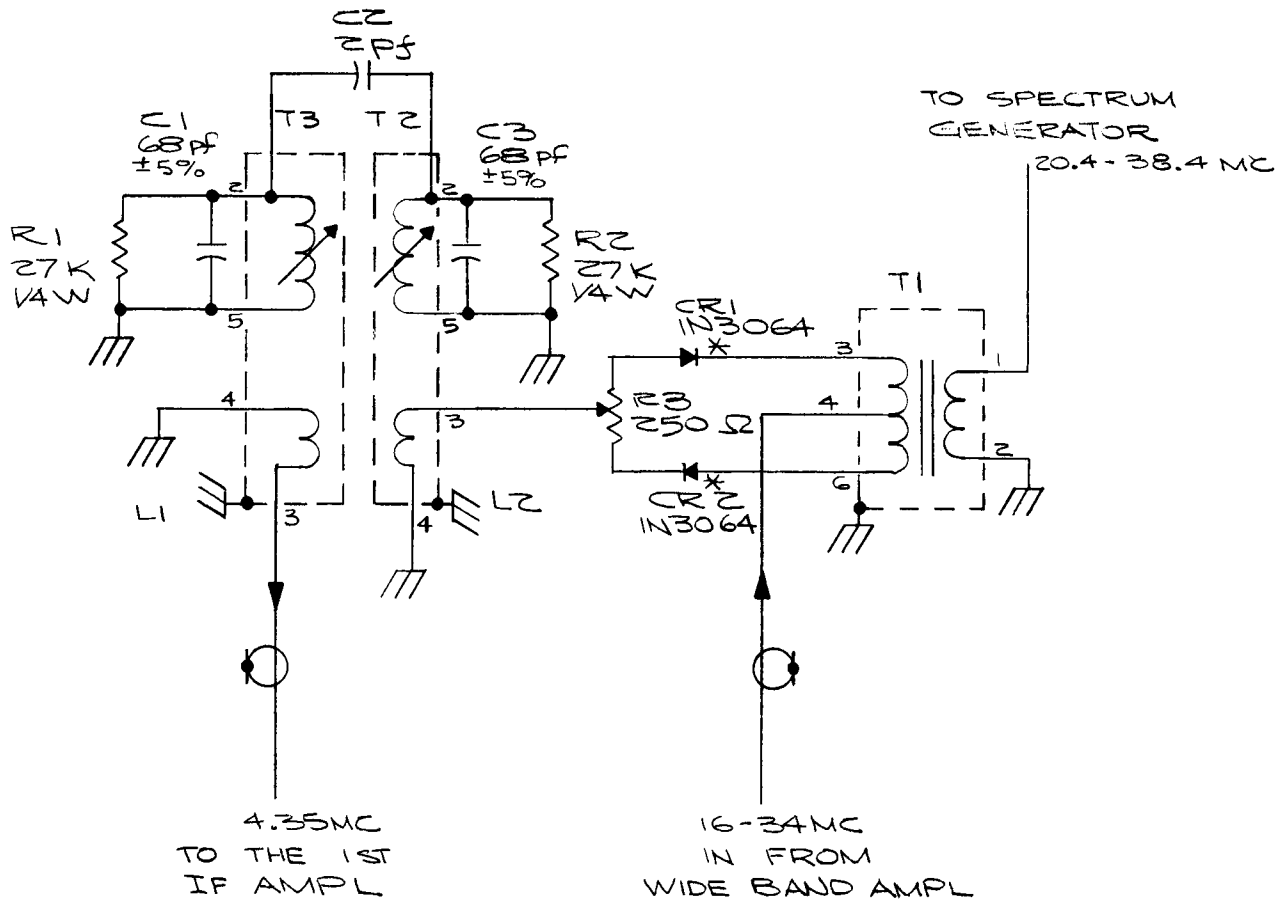 C2
2pf
TO SPECTRUM
GENERATOR
20.4-38.4 MC
T3
T2
C1
68pf
±5%
C3
68pf
±5%
2
2
R1
27K
1/4W
R2
27K
1/4W
5
5
T1
CR1
IN3064
*
3
1
4
3
R3
250 Ω
4
2
*
6
CR2
IN3064
L1
3
4
L2
4.35MC
TO THE 1ST
IF AMPL
16-34MC
IN FROM
WIDE BAND AMPL